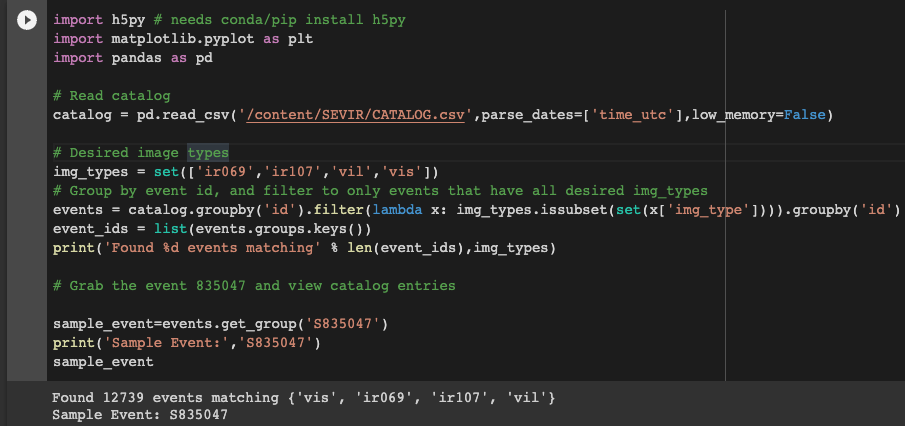 import h5py # needs conda/pip install h5py
import matplotlib.pyplot as plt
import pandas as pd
# Read catalog
catalog = pd.read_csv('/content/SEVIR/CATALOG.csv',parse_dates=['time_utc'],low_memory=False)
# Desired image types
img_types = set(['ir069','ir107','vil','vis'])
# Group by event id, and filter to only events that have all desired img_types
events = catalog.groupby('id').filter(lambda x: img_types.issubset(set(x['img_type']))).groupby('id')
event_ids = list(events.groups.keys())
print('Found %d events matching' % len(event_ids),img_types)
# Grab the event 835047 and view catalog entries
sample_event=events.get_group('S835047')
print('Sample Event:','S835047')
sample_event
Found 12739 events matching {'vis', 'ir069', 'ir107', 'vil'}
Sample Event: S835047